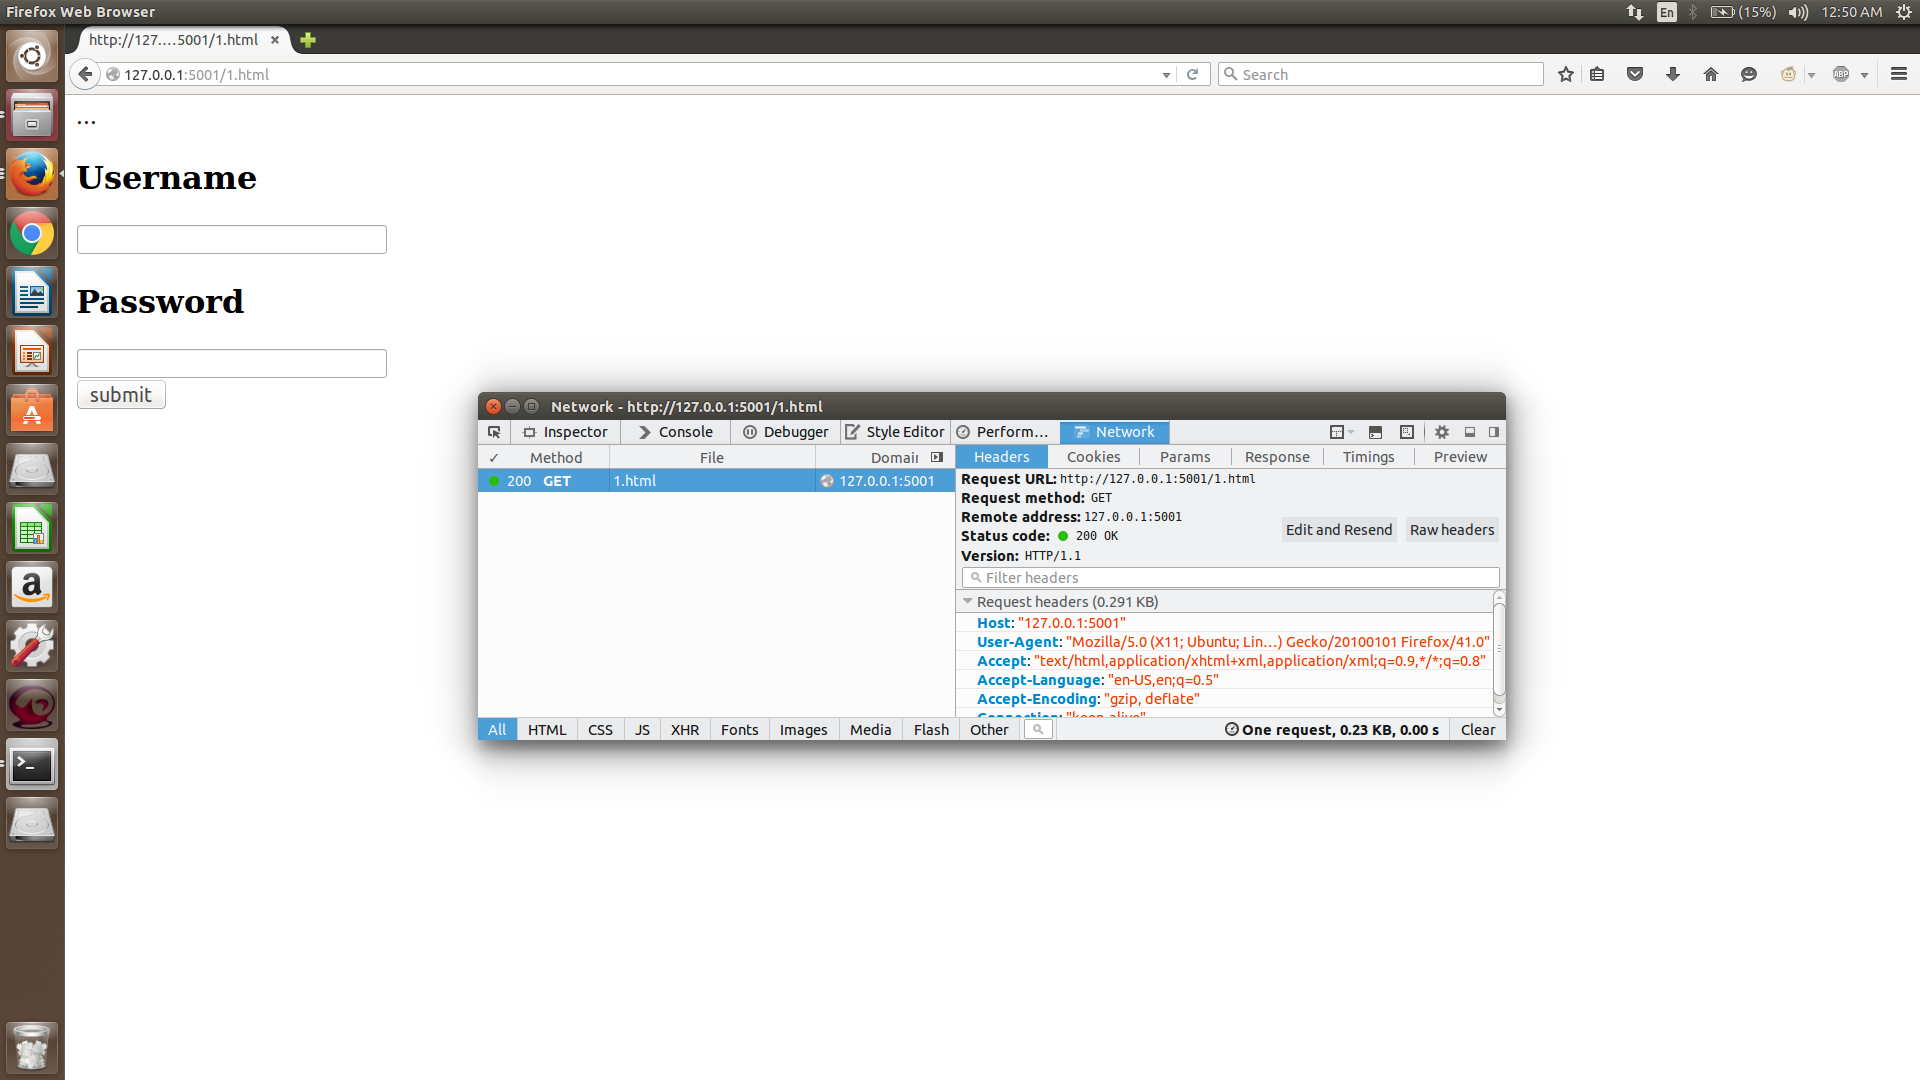 Firefox Web Browser
En
(15%)
12:50 AM
http://127....5001/1.html
127.0.0.1:5001/1.html
Search
ABP
...
Username
Password
submit
Network - http://127.0.0.1:5001/1.html
Inspector
Console
Debugger
Style Editor
Perform...
Network
✓ Method File Domain
Headers Cookies Params Response Timings Preview
200 GET 1.html 127.0.0.1:5001
Request URL: http://127.0.0.1:5001/1.html
Request method: GET
Remote address: 127.0.0.1:5001
Status code: 200 OK
Edit and Resend
Raw headers
Version: HTTP/1.1
Filter headers
Request headers (0.291 KB)
Host: "127.0.0.1:5001"
User-Agent: "Mozilla/5.0 (X11; Ubuntu; Lin...) Gecko/20100101 Firefox/41.0"
Accept: "text/html,application/xhtml+xml,application/xml;q=0.9,*/*;q=0.8"
Accept-Language: "en-US,en;q=0.5"
Accept-Encoding: "gzip, deflate"
Connection: "keep-alive"
All HTML CSS JS XHR Fonts Images Media Flash Other
One request, 0.23 KB, 0.00 s
Clear